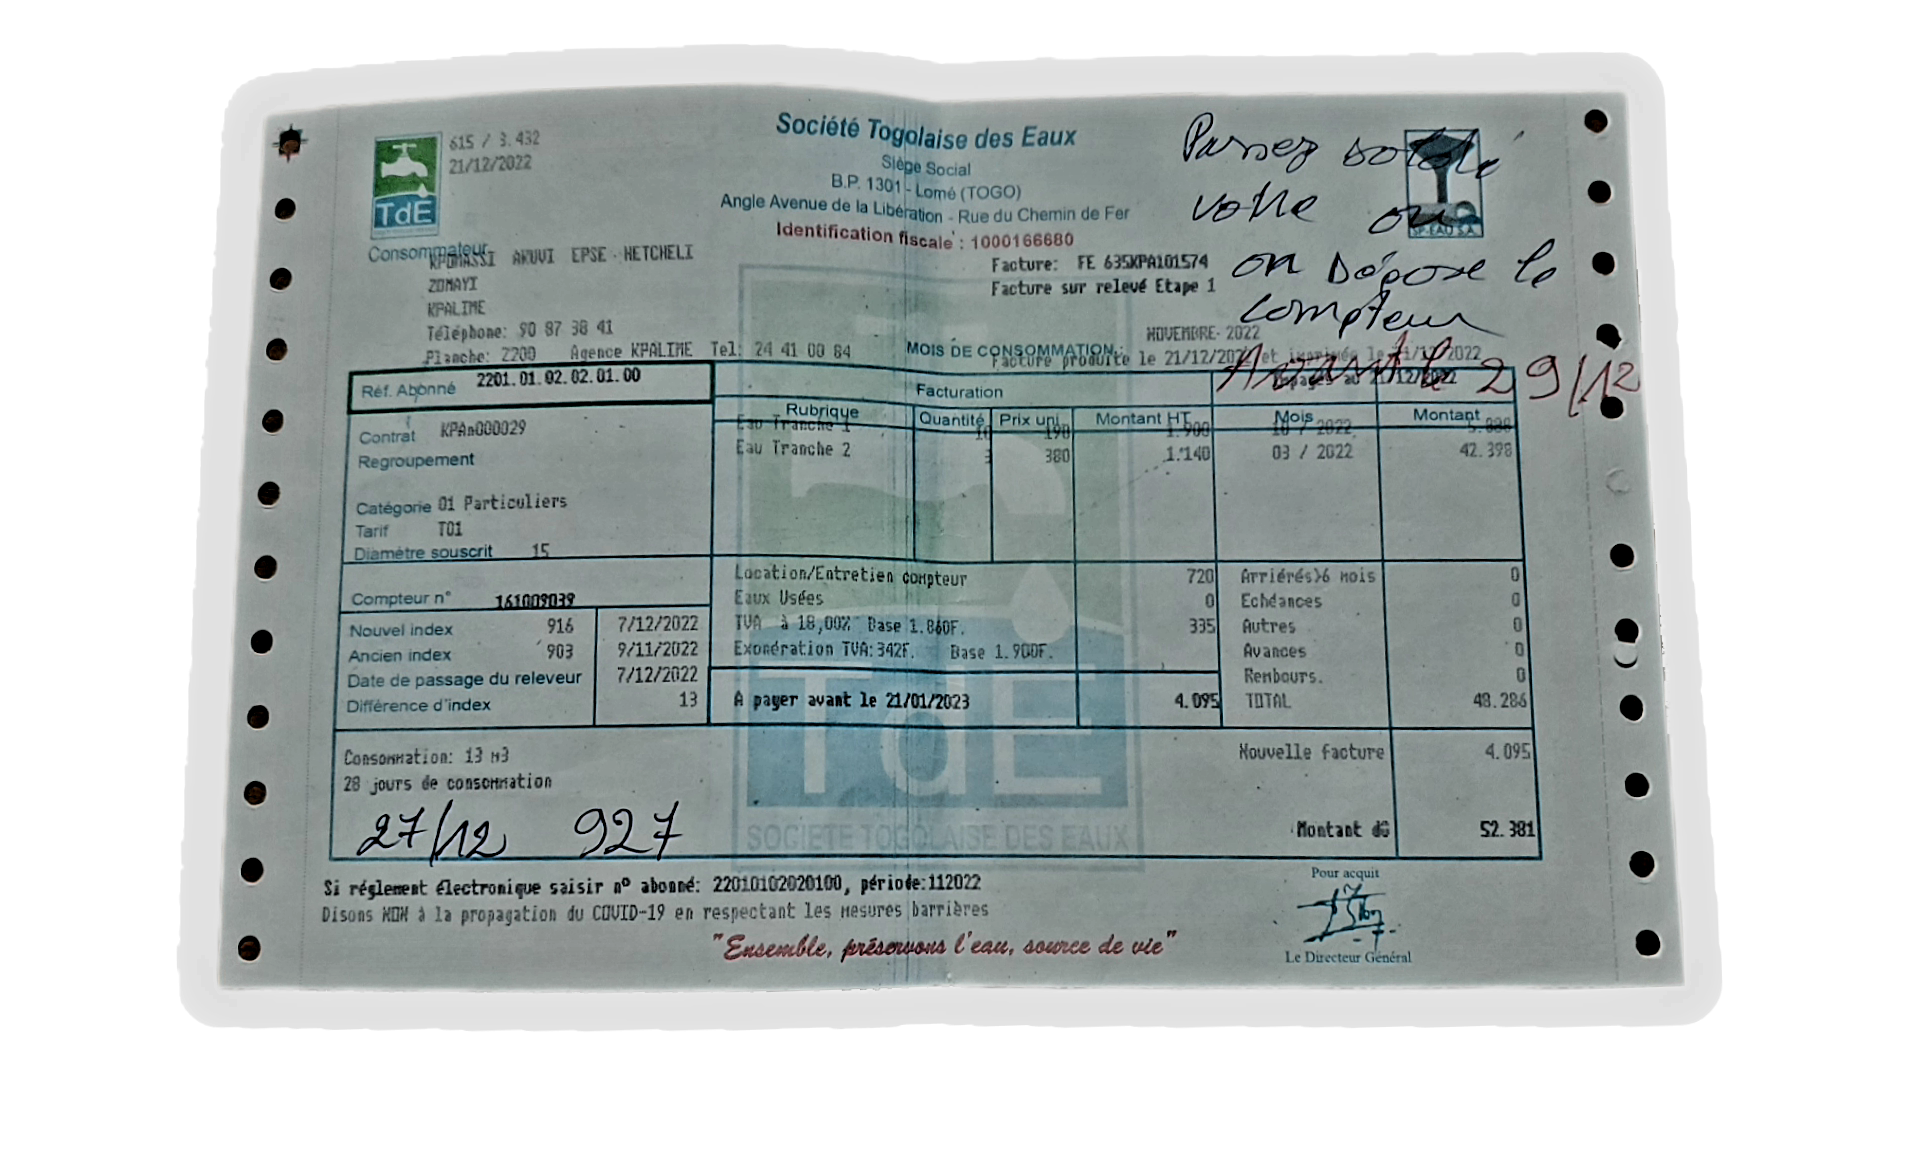 615 / 3.432
21/12/2022
TdE
Société Togolaise des Eaux
Siège Social
B.P. 1301 - Lomé (TOGO)
Angle Avenue de la Libération - Rue du Chemin de Fer
Identification fiscale : 1000166680
Passez
votre ou
on dépose le
compteur
Avant le 29/12
SP-EAU S.A.
Consommateur
KPOMASSI AKUVI EPSE HETCHELI
ZOMAYI
KPALIME
Téléphone: 90 87 38 41
Planche: 2200 Agence KPALIME Tel: 24 41 00 84
Facture: FE 635KPA101574
Facture sur relevé Etape 1
MOIS DE CONSOMMATION : NOVEMBRE- 2022
Facture produite le 21/12/2022 et imprimée le 21/12/2022
Réf. Abonné 2201.01.02.02.01.00
Contrat KPAn000029
Regroupement
Catégorie 01 Particuliers
Tarif T01
Diamètre souscrit 15
Compteur n° 161009039
Nouvel index 916 7/12/2022
Ancien index 903 9/11/2022
Date de passage du releveur 7/12/2022
Différence d'index 13
Facturation
Impayés au 21/12/2022
Rubrique Quantité Prix uni. Montant HT Mois Montant
Eau Tranche 1 10 190 1.900 10 / 2022 5.888
Eau Tranche 2 3 380 1.140 03 / 2022 42.398
Location/Entretien compteur 720
Eaux Usées 0
TVA à 18,00% Base 1.860F. 335
Exonération TVA:342F. Base 1.900F.
A payer avant le 21/01/2023 4.095
Arriérés>6 mois 0
Echéances 0
Autres 0
Avances 0
Rembours. 0
TOTAL 48.286
Consommation: 13 m3
28 jours de consommation
27/12 927
Nouvelle facture 4.095
Montant dû 52.381
TdE
SOCIETE TOGOLAISE DES EAUX
Si réglement électronique saisir n° abonné: 22010102020100, période:112022
Disons NON à la propagation du COVID-19 en respectant les mesures barrières
"Ensemble, préservons l'eau, source de vie"
Pour acquit
Le Directeur Général